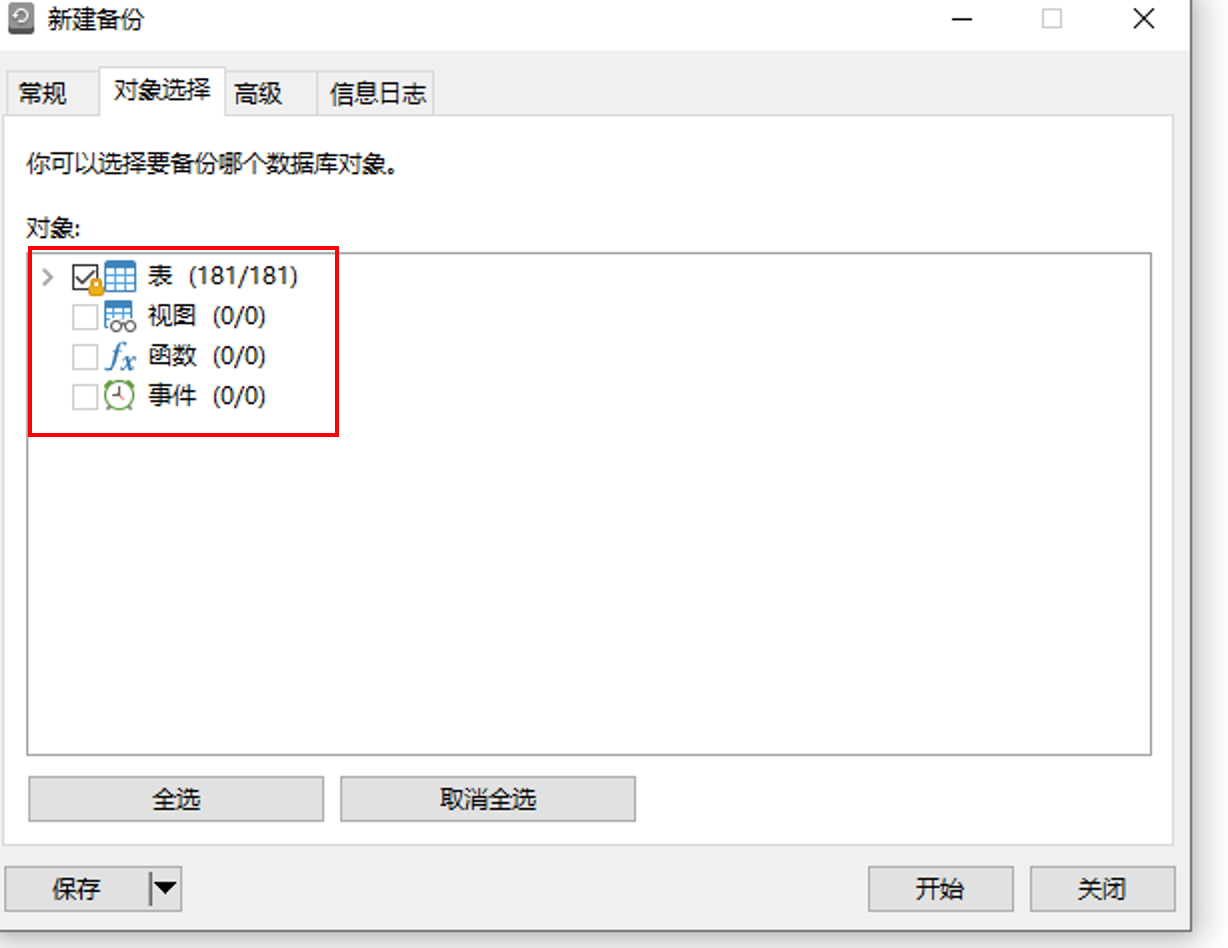 新建备份
常规 对象选择 高级 信息日志
你可以选择要备份哪个数据库对象。
对象:
表 (181/181)
视图 (0/0)
fx 函数 (0/0)
事件 (0/0)
全选 取消全选
保存 开始 关闭